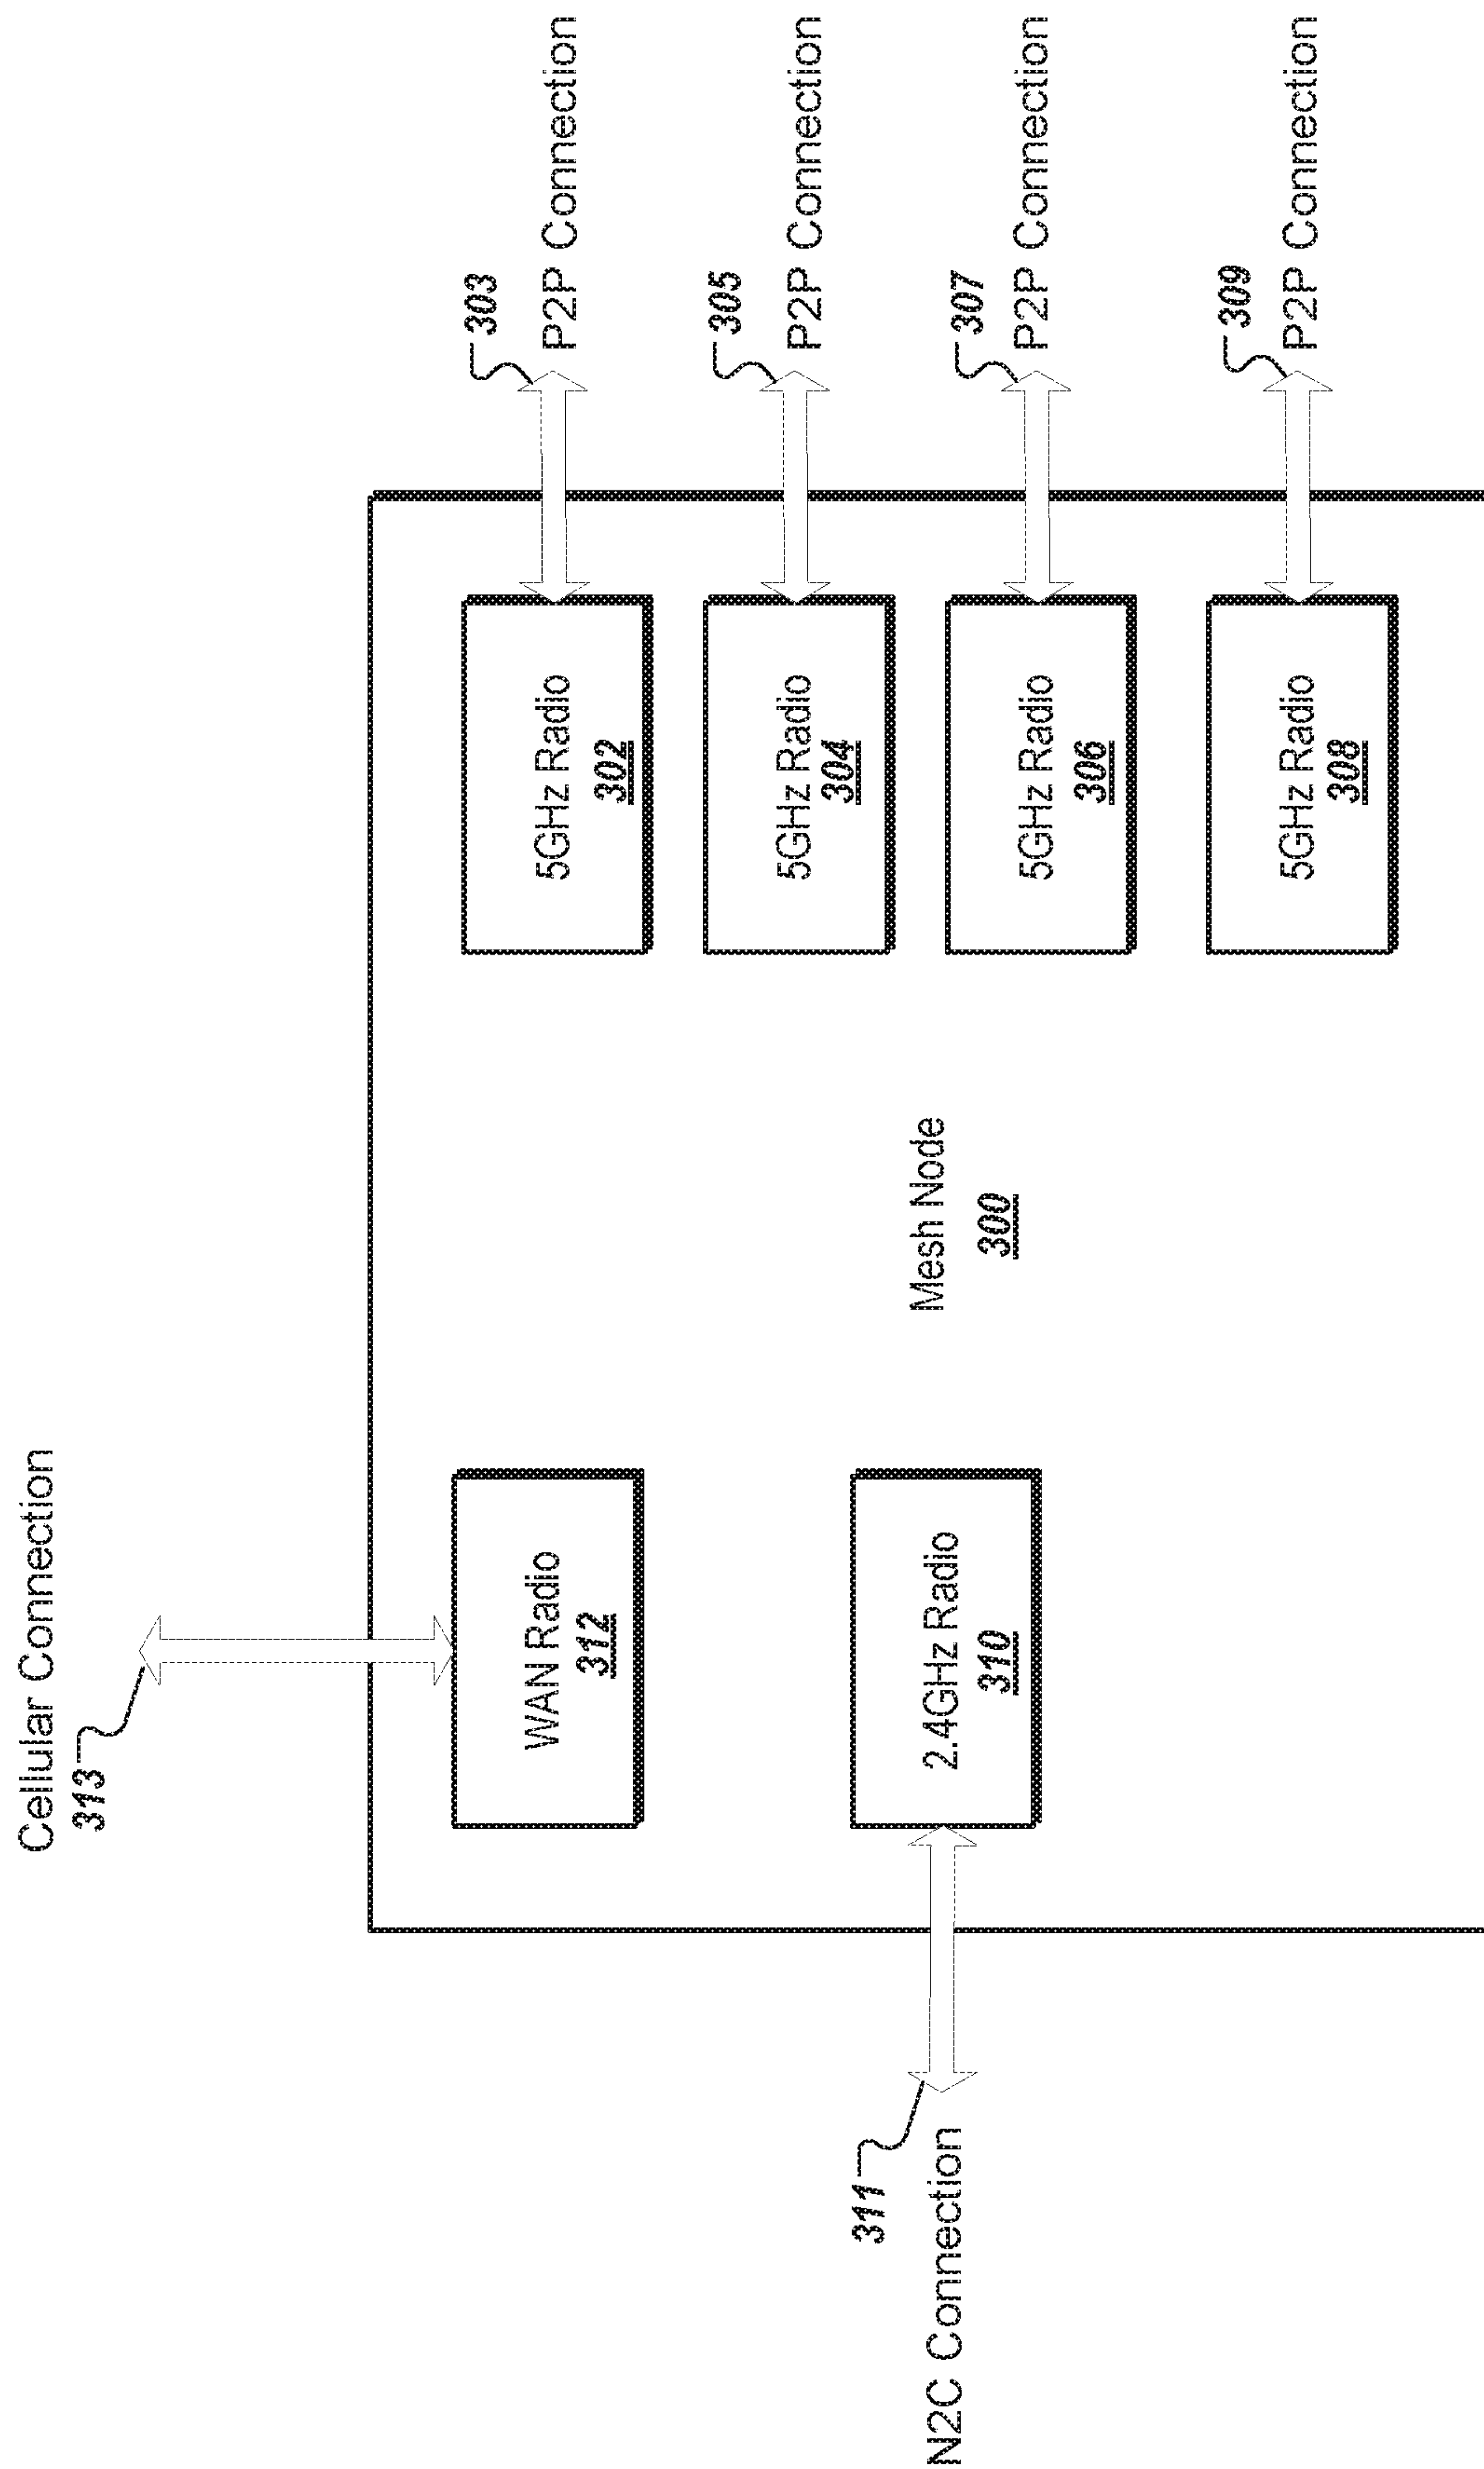 Cellular Connection
313
WAN Radio
312
5GHz Radio
302
303
P2P Connection
5GHz Radio
304
305
P2P Connection
N2C Connection
311
2.4GHz Radio
310
Mesh Node
300
5GHz Radio
306
307
P2P Connection
5GHz Radio
308
309
P2P Connection